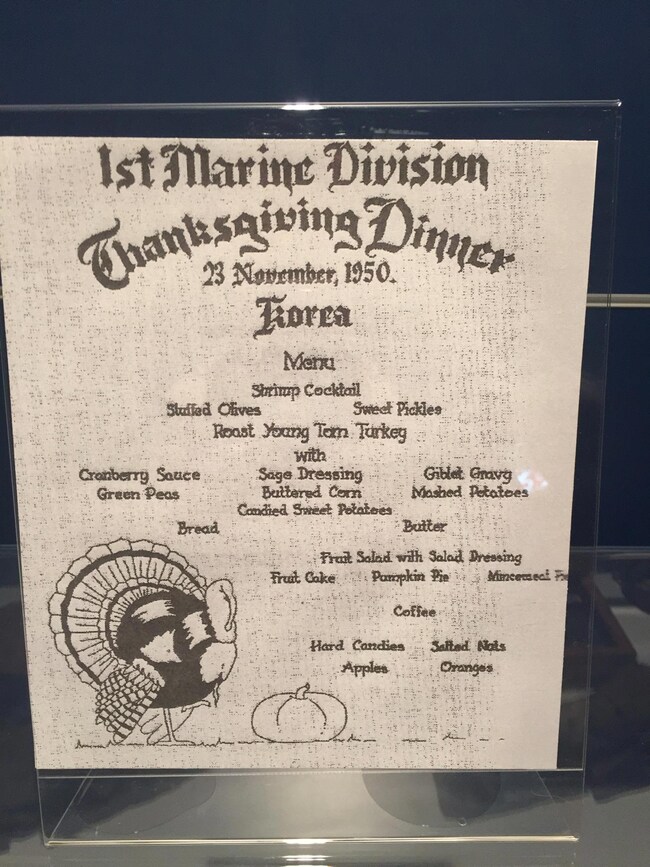 1st Marine Division
Thanksgiving Dinner
23 November, 1950.
Korea
Menu
Shrimp Cocktail
Stuffed Olives Sweet Pickles
Roast Young Tom Turkey
with
Cranberry Sauce Sage Dressing Giblet Gravy
Green Peas Buttered Corn Mashed Potatoes
Candied Sweet Potatoes
Bread Butter
Fruit Salad with Salad Dressing
Fruit Cake Pumpkin Pie Mincemeat Pie
Coffee
Hard Candies Salted Nuts
Apples Oranges